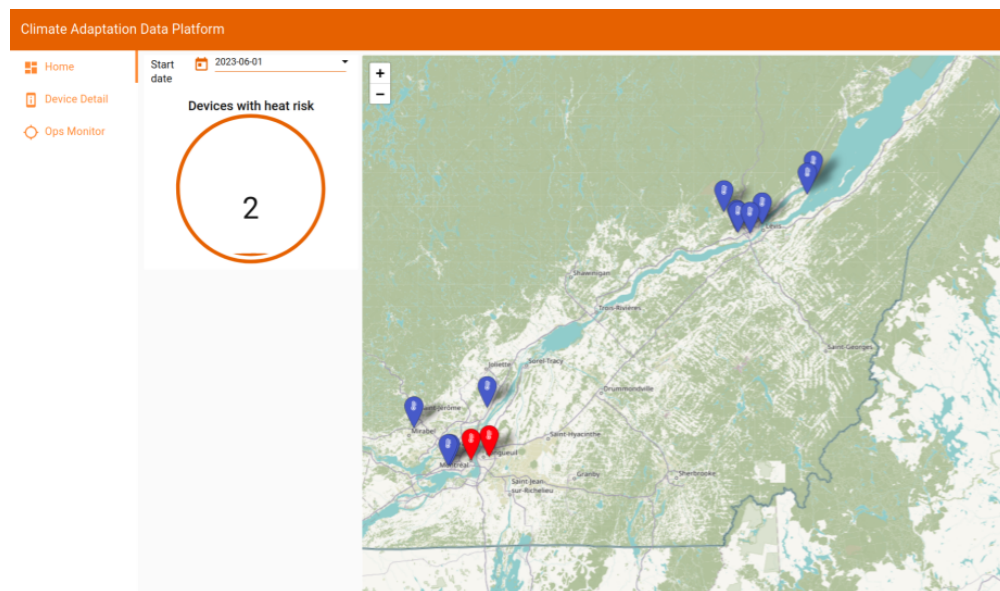 Climate Adaptation Data Platform
Home
Device Detail
Ops Monitor
Start
date
2023-06-01
Devices with heat risk
2
+
−
Lévis
Shawinigan
Trois-Rivières
Saint-Georges
Joliette
Sorel-Tracy
Drummondville
Saint-Jérôme
Mirabel
Saint-Hyacinthe
Longueuil
Montréal
Granby
Sherbrooke
Saint-Jean-
sur-Richelieu